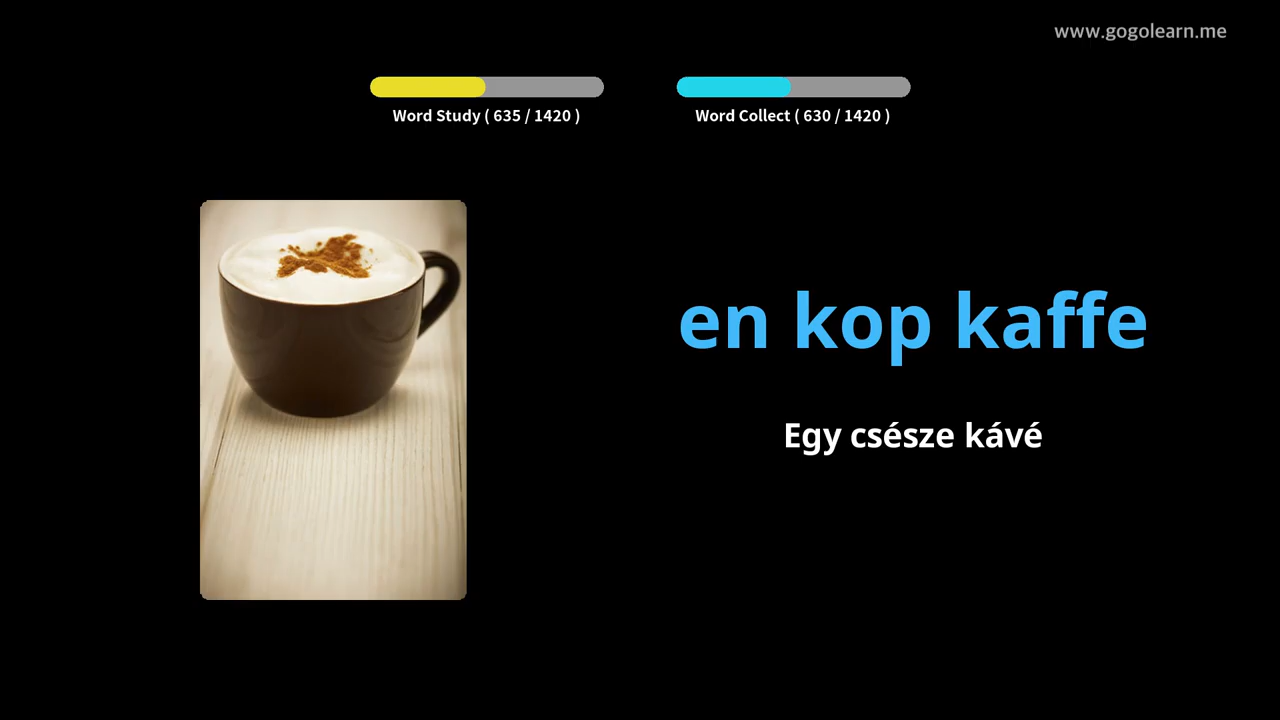 www.gogolearn.me
Word Study ( 635 / 1420 )
Word Collect ( 630 / 1420 )
en kop kaffe
Egy csésze kávé